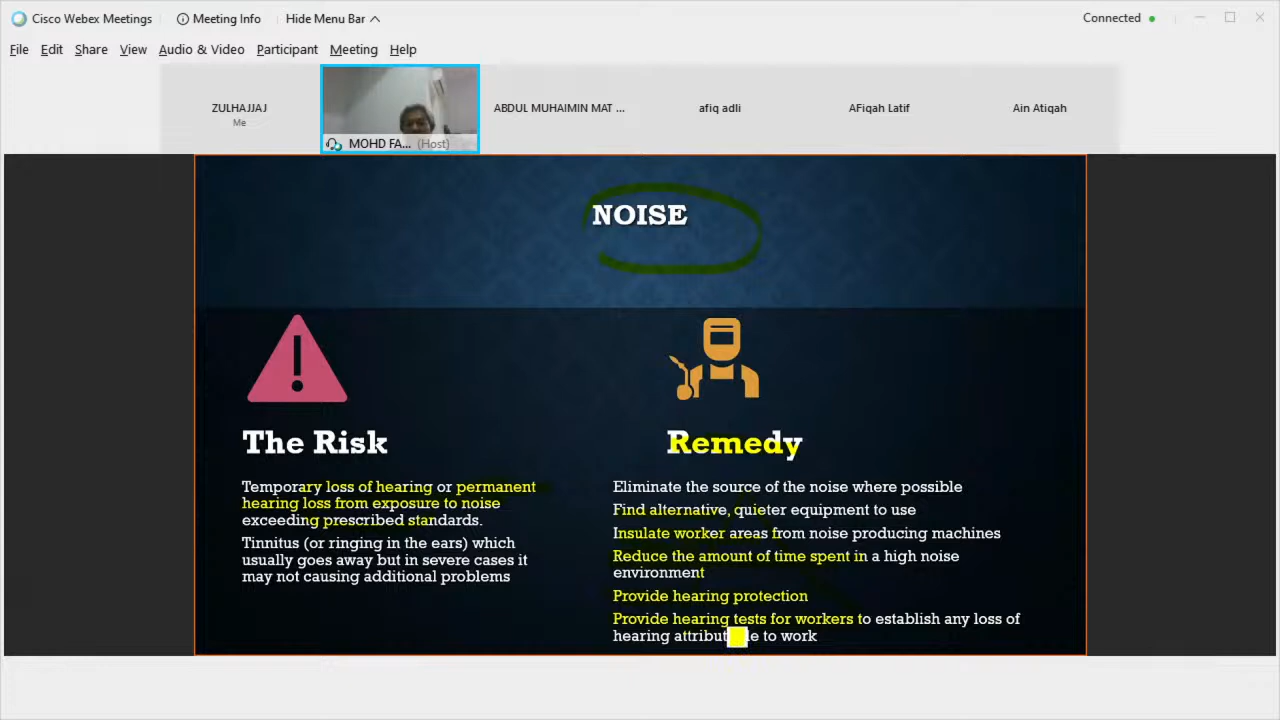 Cisco Webex Meetings
Meeting Info
Hide Menu Bar
Connected
File Edit Share View Audio & Video Participant Meeting Help
ZULHAJJAJ
Me
MOHD FA... (Host)
ABDUL MUHAIMIN MAT ...
afiq adli
AFiqah Latif
Ain Atiqah
NOISE
The Risk
Temporary loss of hearing or permanent
hearing loss from exposure to noise
exceeding prescribed standards.
Tinnitus (or ringing in the ears) which
usually goes away but in severe cases it
may not causing additional problems
Remedy
Eliminate the source of the noise where possible
Find alternative, quieter equipment to use
Insulate worker areas from noise producing machines
Reduce the amount of time spent in a high noise
environment
Provide hearing protection
Provide hearing tests for workers to establish any loss of
hearing to work